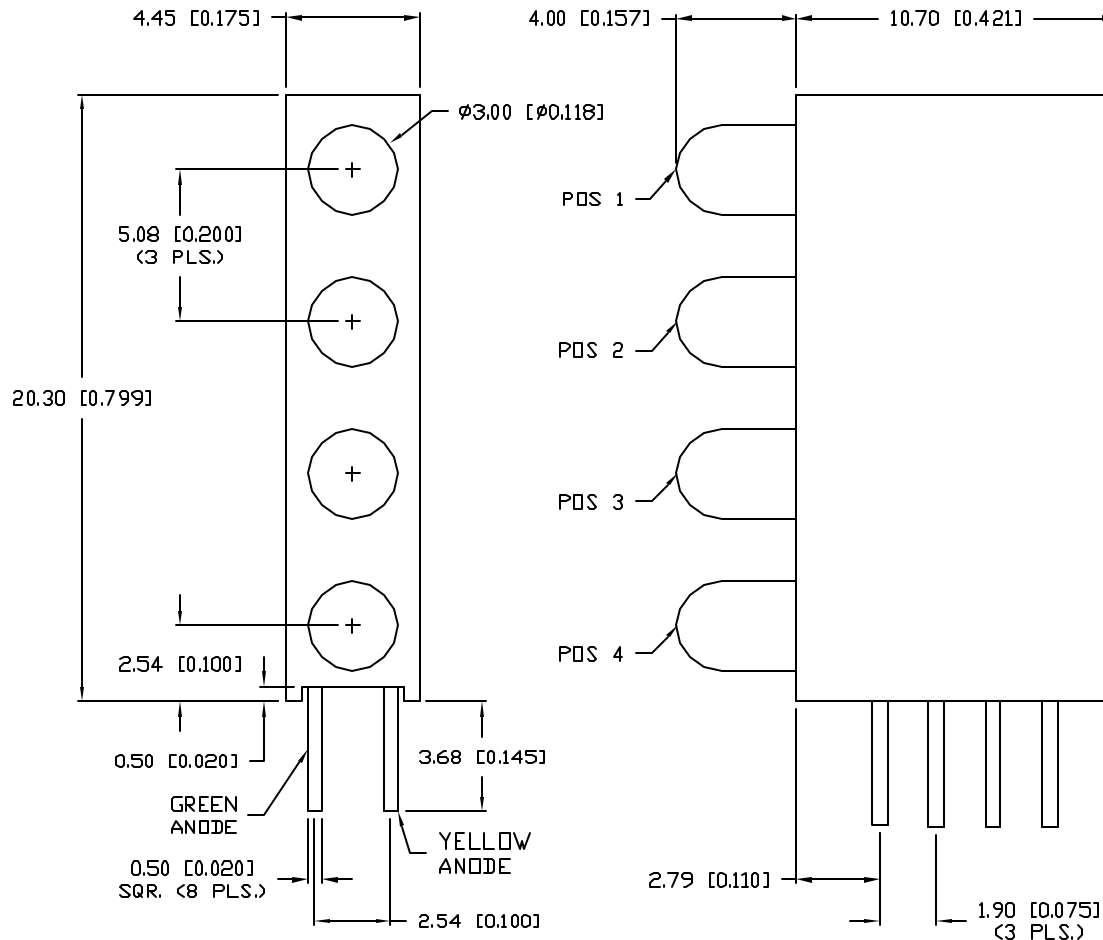 4.45 [0.175]
4.00 [0.157]
10.70 [0.421]
ø3.00 [ø0.118]
POS 1
5.08 [0.200]
(3 PLS.)
POS 2
20.30 [0.799]
POS 3
POS 4
2.54 [0.100]
0.50 [0.020]
3.68 [0.145]
GREEN
ANODE
YELLOW
ANODE
0.50 [0.020]
SQR. (8 PLS.)
2.54 [0.100]
2.79 [0.110]
1.90 [0.075]
(3 PLS.)